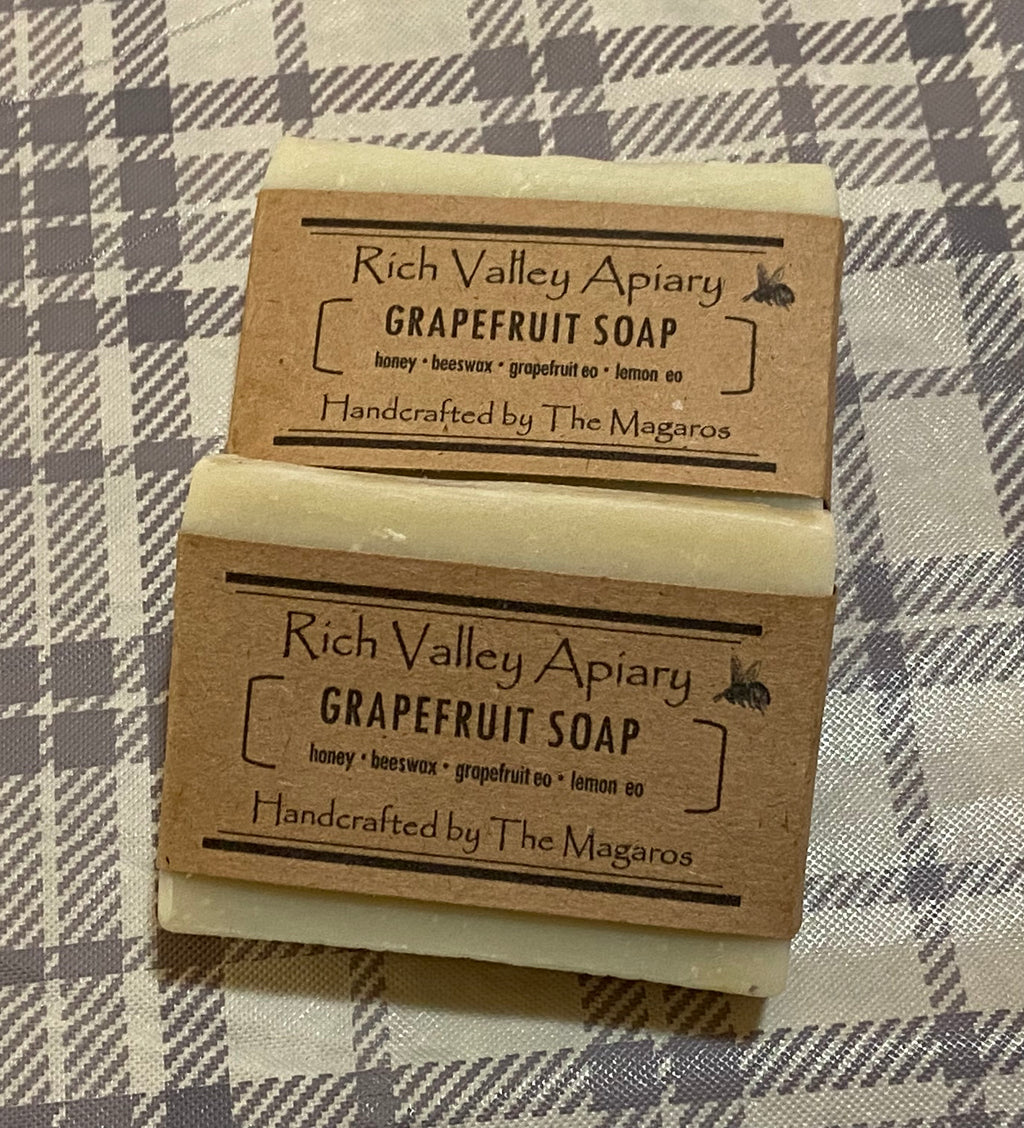 Rich Valley Apiary
GRAPEFRUIT SOAP
honey • beeswax • grapefruit eo • lemon eo
Handcrafted by The Magaros
Rich Valley Apiary
GRAPEFRUIT SOAP
honey • beeswax • grapefruit eo • lemon eo
Handcrafted by The Magaros